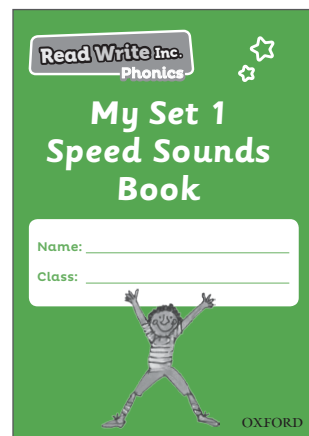 Read Write Inc.
Phonics
My Set 1
Speed Sounds
Book
Name:
Class:
OXFORD